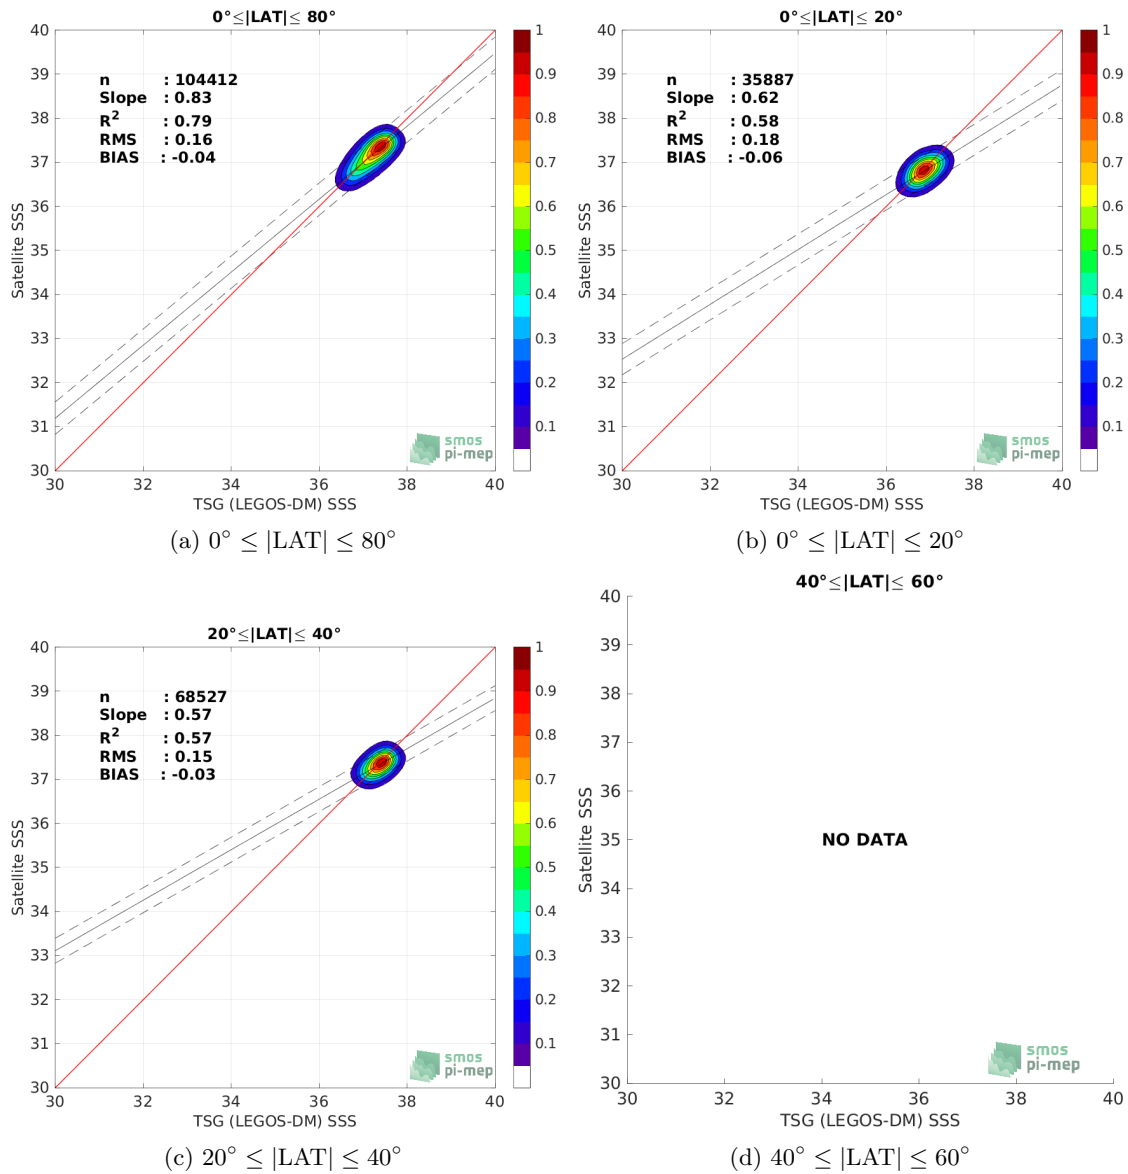 0°≤|LAT|≤ 80°
40
39
38
37
36
35
34
33
32
31
30
Satellite SSS
n : 104412
Slope : 0.83
R2 : 0.79
RMS : 0.16
BIAS : -0.04
smos
pi-mep
30 32 34 36 38 40
TSG (LEGOS-DM) SSS
1
0.9
0.8
0.7
0.6
0.5
0.4
0.3
0.2
0.1
(a) 0° ≤ |LAT| ≤ 80°
0°≤|LAT|≤ 20°
40
39
38
37
36
35
34
33
32
31
30
Satellite SSS
n : 35887
Slope : 0.62
R2 : 0.58
RMS : 0.18
BIAS : -0.06
smos
pi-mep
30 32 34 36 38 40
TSG (LEGOS-DM) SSS
1
0.9
0.8
0.7
0.6
0.5
0.4
0.3
0.2
0.1
(b) 0° ≤ |LAT| ≤ 20°
20°≤|LAT|≤ 40°
40
39
38
37
36
35
34
33
32
31
30
Satellite SSS
n : 68527
Slope : 0.57
R2 : 0.57
RMS : 0.15
BIAS : -0.03
smos
pi-mep
30 32 34 36 38 40
TSG (LEGOS-DM) SSS
1
0.9
0.8
0.7
0.6
0.5
0.4
0.3
0.2
0.1
(c) 20° ≤ |LAT| ≤ 40°
40°≤|LAT|≤ 60°
40
39
38
37
36
35
34
33
32
31
30
Satellite SSS
NO DATA
smos
pi-mep
30 32 34 36 38 40
TSG (LEGOS-DM) SSS
(d) 40° ≤ |LAT| ≤ 60°